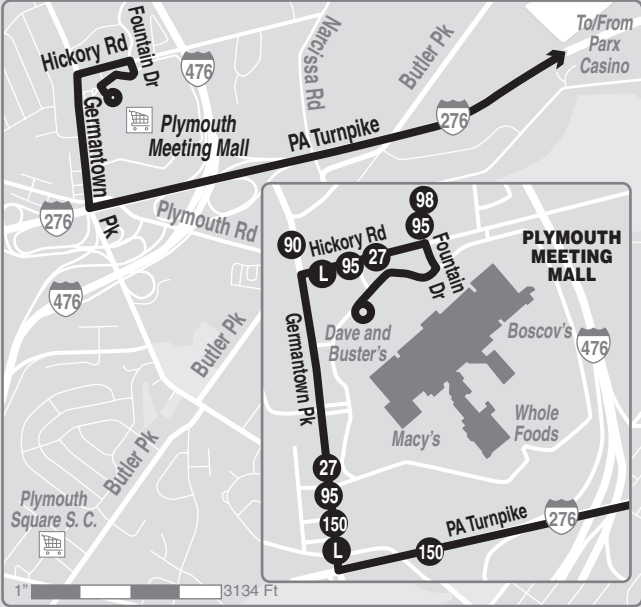 To/From
Parx
Casino
Fountain Dr
Hickory Rd
476
Narcissa Rd
Butler Pk
Germantown Pk
Plymouth
Meeting Mall
PA Turnpike
276
276
Plymouth Rd
476
Butler Pk
Butler Pk
Plymouth
Square S. C.
1"
3134 Ft
98
95
90
Hickory Rd
L
95
27
Fountain
Dr
PLYMOUTH
MEETING
MALL
Dave and
Buster's
Boscov's
476
Germantown Pk
Macy's
Whole
Foods
27
95
150
L
150
PA Turnpike
276